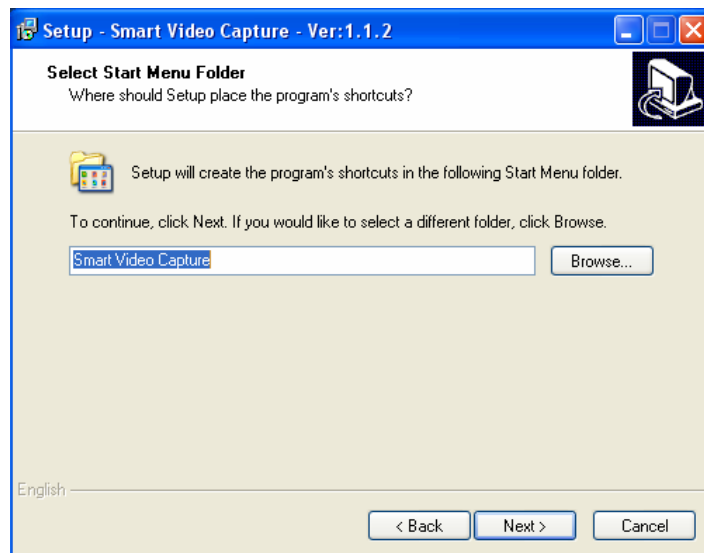 Setup - Smart Video Capture - Ver:1.1.2
Select Start Menu Folder
Where should Setup place the program's shortcuts?
Setup will create the program's shortcuts in the following Start Menu folder.
To continue, click Next. If you would like to select a different folder, click Browse.
Smart Video Capture
Browse...
English
< Back
Next >
Cancel